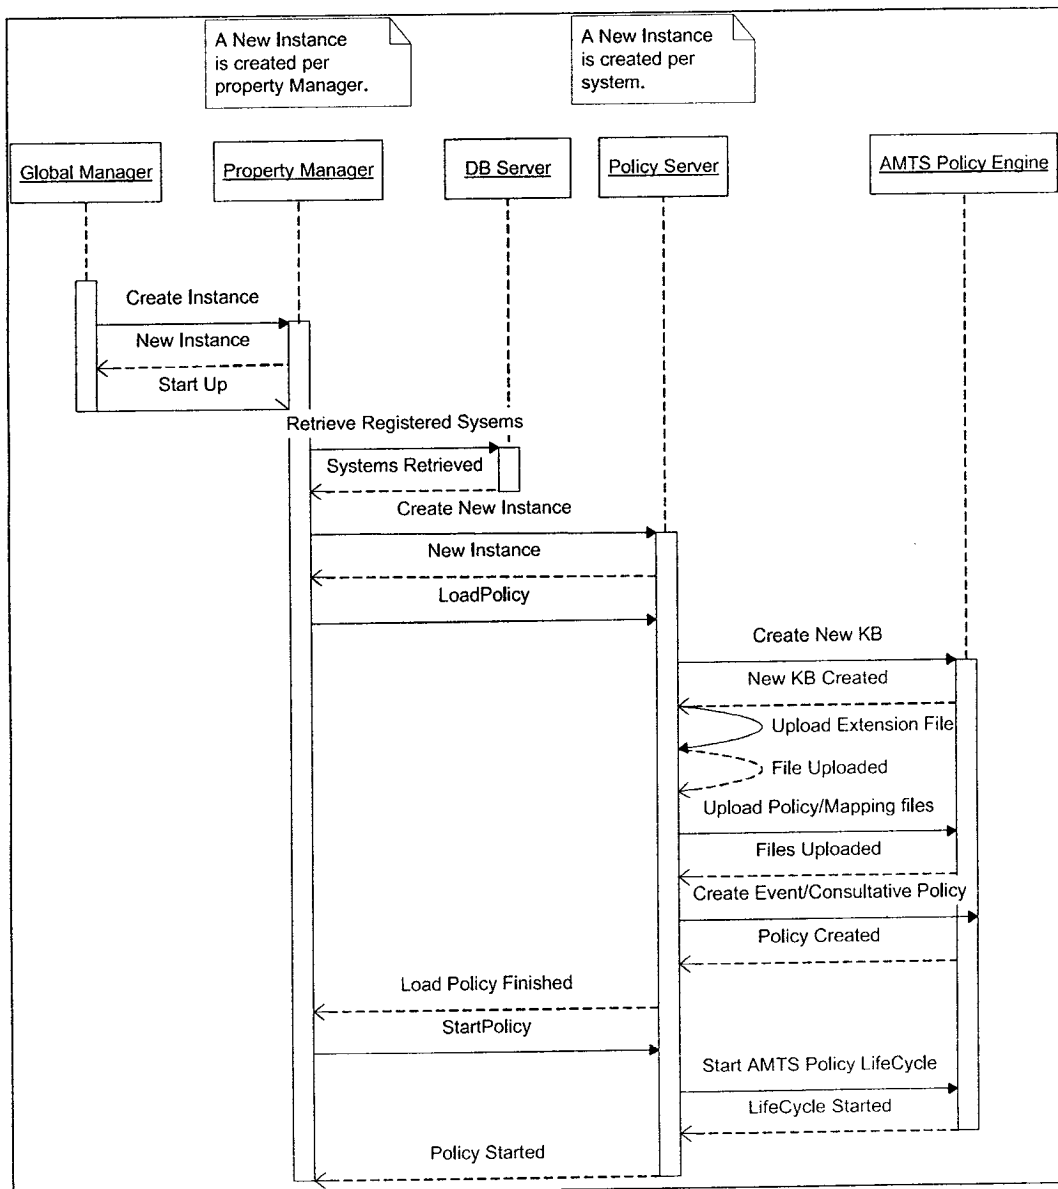 A New Instance
is created per
property Manager.
A New Instance
is created per
system.
Global Manager
Property Manager
DB Server
Policy Server
AMTS Policy Engine
Create Instance
New Instance
Start Up
Retrieve Registered Sysems
Systems Retrieved
Create New Instance
New Instance
LoadPolicy
Create New KB
New KB Created
Upload Extension File
File Uploaded
Upload Policy/Mapping files
Files Uploaded
Create Event/Consultative Policy
Policy Created
Load Policy Finished
StartPolicy
Start AMTS Policy LifeCycle
LifeCycle Started
Policy Started